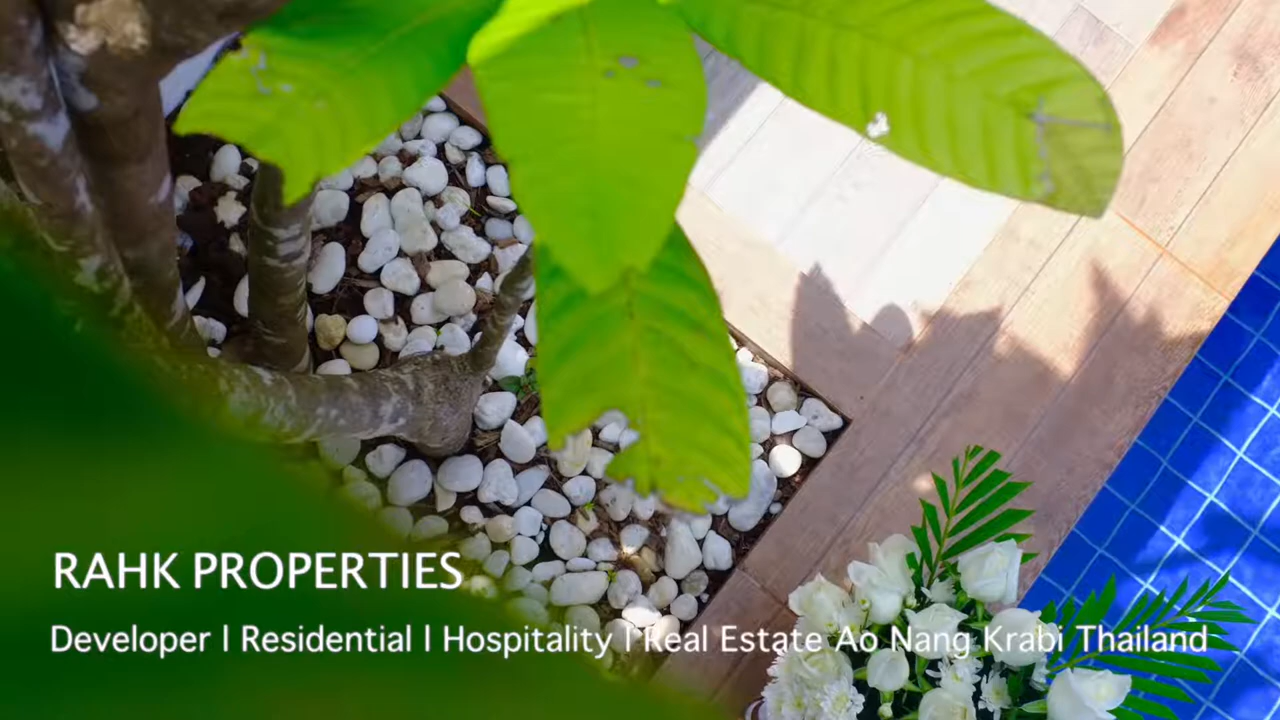 RAHK PROPERTIES
Developer l Residential l Hospitality l Real Estate Ao Nang Krabi Thailand